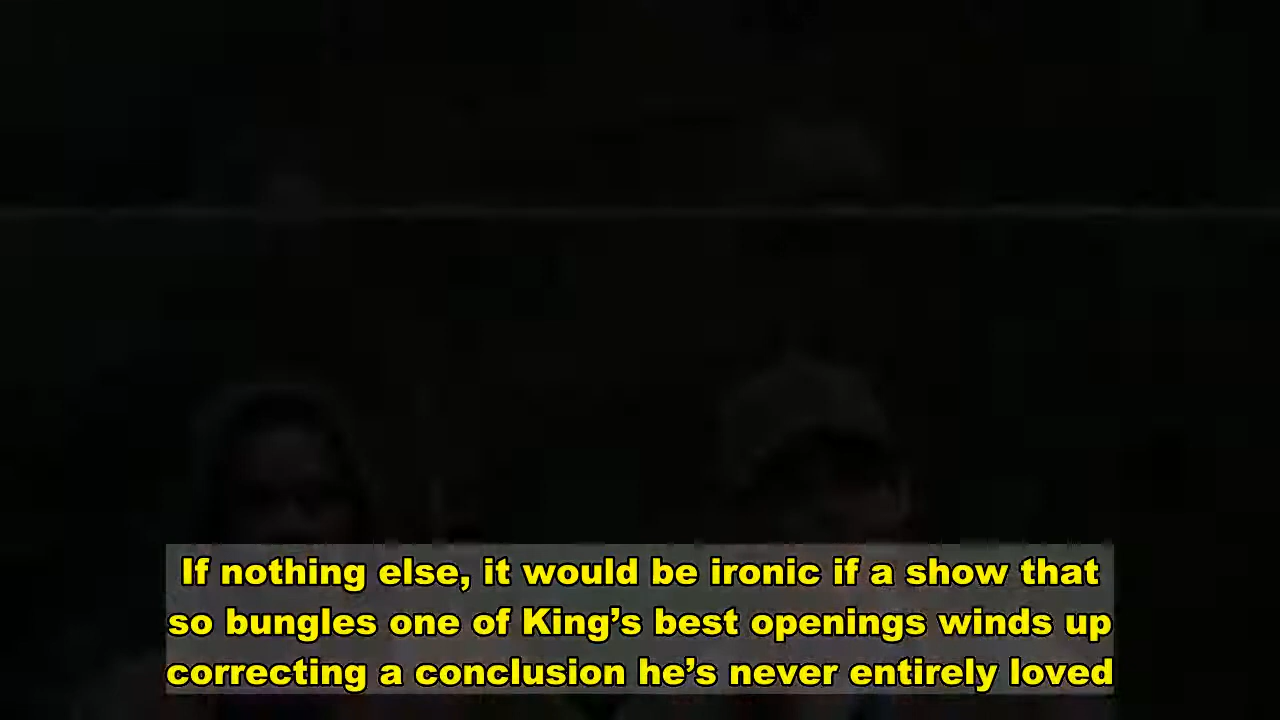 If nothing else, it would be ironic if a show that
so bungles one of King’s best openings winds up
correcting a conclusion he’s never entirely loved